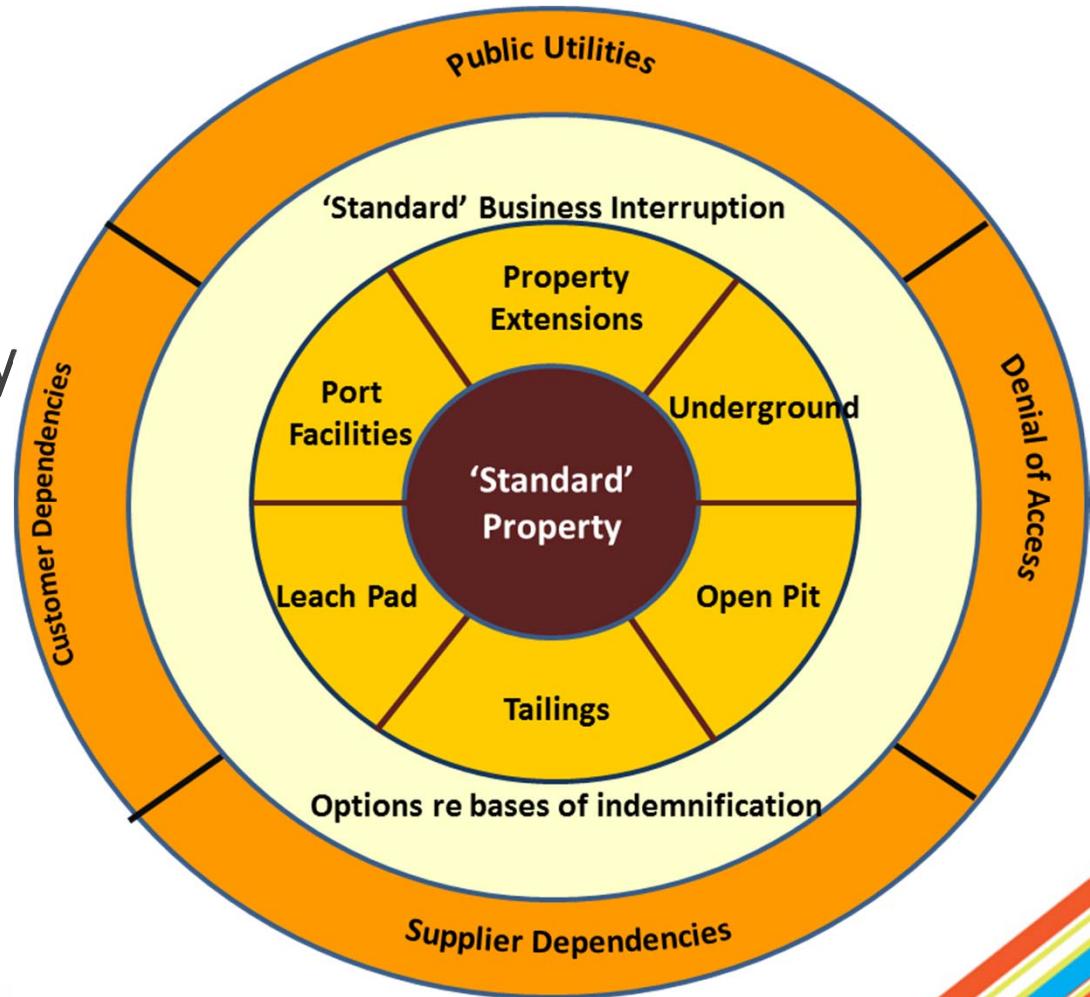 Public Utilities
‘Standard’ Business Interruption
Property
Extensions
Port
Facilities
Underground
Customer Dependencies
Denial of Access
‘Standard’
Property
Leach Pad
Open Pit
Tailings
Options re bases of indemnification
Supplier Dependencies